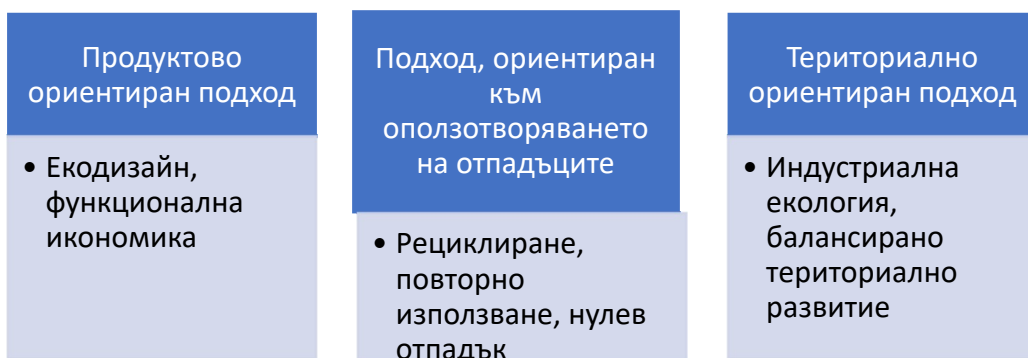 Продуктово
ориентиран подход
• Екодизайн,
функционална
икономика
Подход, ориентиран
към
оползотворяването
на отпадъците
• Рециклиране,
повторно
използване, нулев
отпадък
Териториално
ориентиран подход
• Индустриална
екология,
балансирано
териториално
развитие